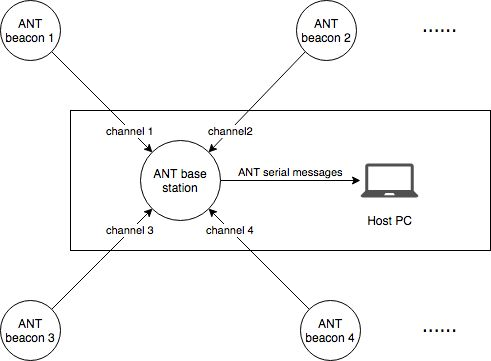 ANT
beacon 1
ANT
beacon 2
......
channel 1
channel2
ANT base
station
ANT serial messages
Host PC
channel 3
channel 4
ANT
beacon 3
ANT
beacon 4
......